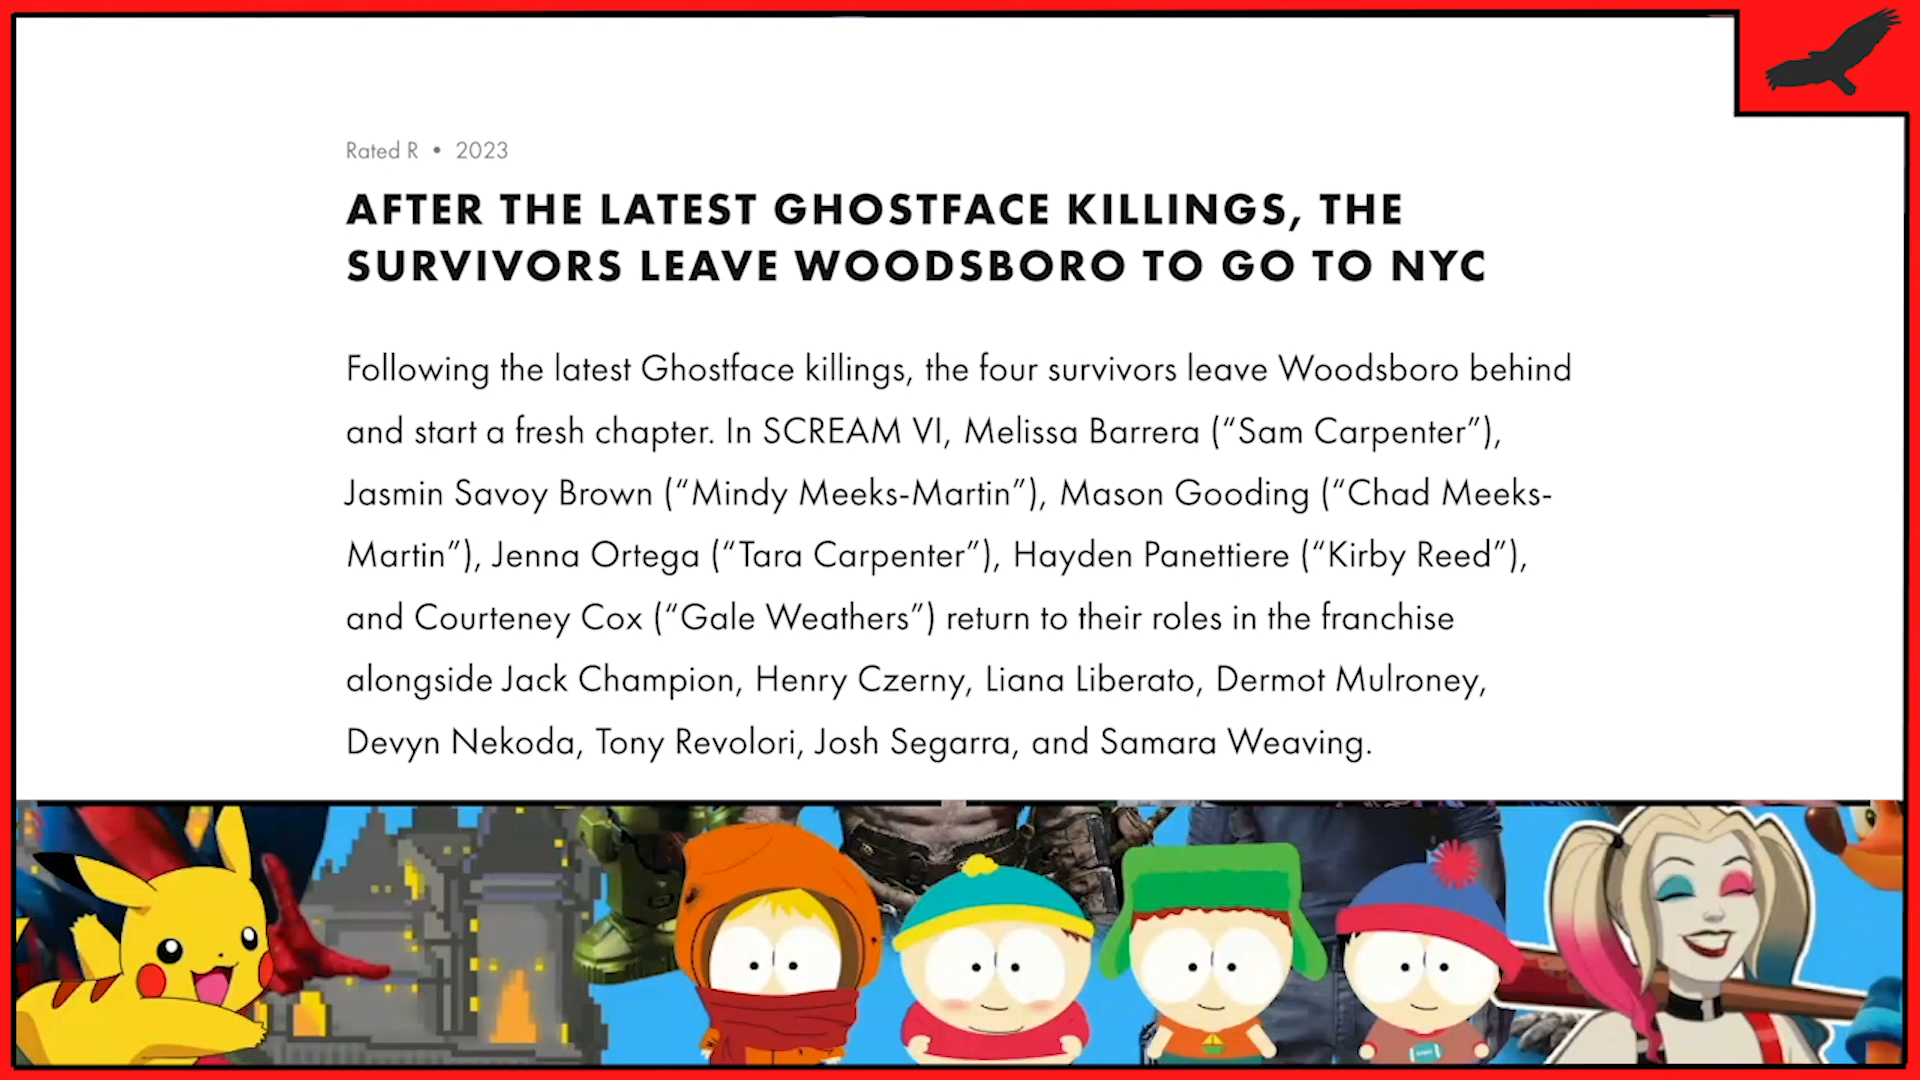 Rated R • 2023
AFTER THE LATEST GHOSTFACE KILLINGS, THE
SURVIVORS LEAVE WOODSBORO TO GO TO NYC
Following the latest Ghostface killings, the four survivors leave Woodsboro behind
and start a fresh chapter. In SCREAM VI, Melissa Barrera (“Sam Carpenter”),
Jasmin Savoy Brown (“Mindy Meeks-Martin”), Mason Gooding (“Chad Meeks-
Martin”), Jenna Ortega (“Tara Carpenter”), Hayden Panettiere (“Kirby Reed”),
and Courteney Cox (“Gale Weathers”) return to their roles in the franchise
alongside Jack Champion, Henry Czerny, Liana Liberato, Dermot Mulroney,
Devyn Nekoda, Tony Revolori, Josh Segarra, and Samara Weaving.